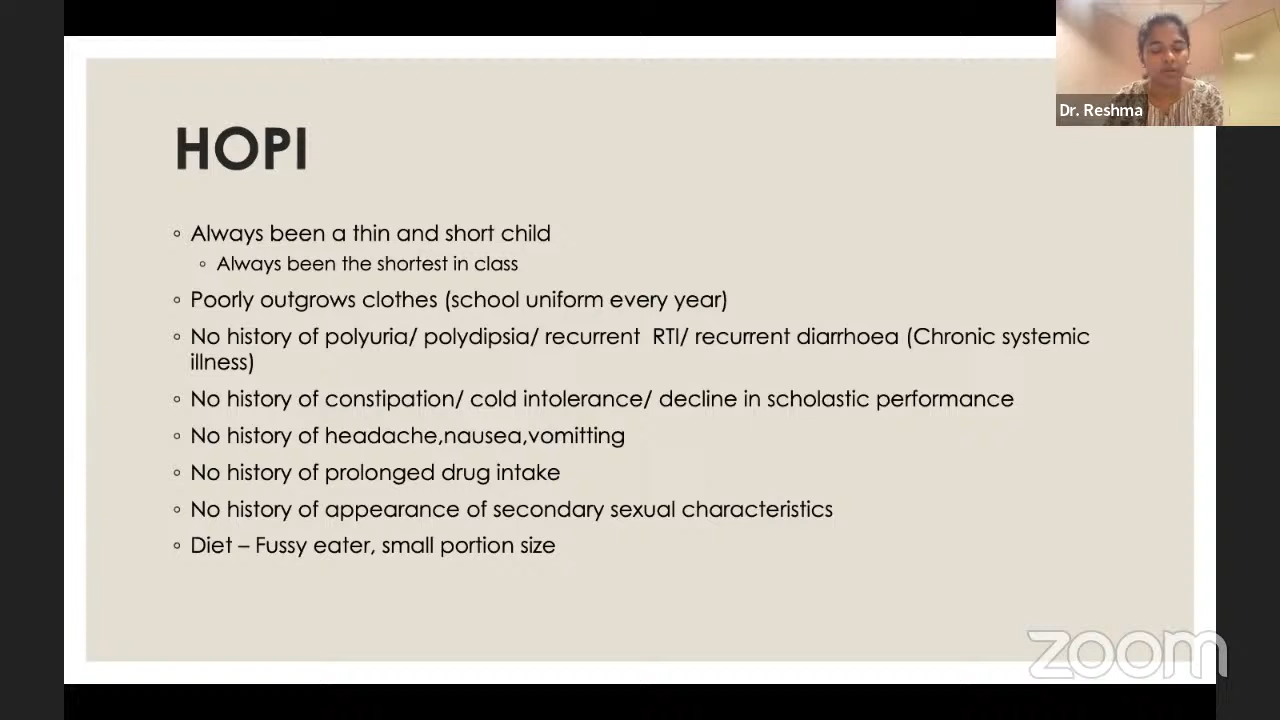 Dr. Reshma
HOPI
◦ Always been a thin and short child
◦ Always been the shortest in class
◦ Poorly outgrows clothes (school uniform every year)
◦ No history of polyuria/ polydipsia/ recurrent RTI/ recurrent diarrhoea (Chronic systemic
illness)
◦ No history of constipation/ cold intolerance/ decline in scholastic performance
◦ No history of headache,nausea,vomitting
◦ No history of prolonged drug intake
◦ No history of appearance of secondary sexual characteristics
◦ Diet – Fussy eater, small portion size
zoom